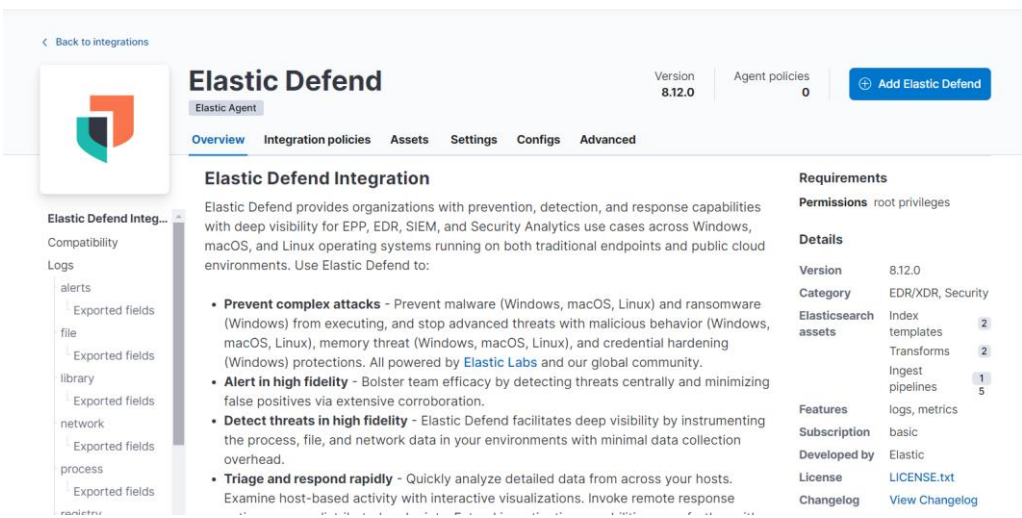 Back to integrations
Elastic Defend
Elastic Agent
Version
8.12.0
Agent policies
0
Add Elastic Defend
Overview Integration policies Assets Settings Configs Advanced
Elastic Defend Integ...
Compatibility
Logs
alerts
Exported fields
file
Exported fields
library
Exported fields
network
Exported fields
process
Exported fields
registry
Elastic Defend Integration
Elastic Defend provides organizations with prevention, detection, and response capabilities
with deep visibility for EPP, EDR, SIEM, and Security Analytics use cases across Windows,
macOS, and Linux operating systems running on both traditional endpoints and public cloud
environments. Use Elastic Defend to:
• Prevent complex attacks - Prevent malware (Windows, macOS, Linux) and ransomware
(Windows) from executing, and stop advanced threats with malicious behavior (Windows,
macOS, Linux), memory threat (Windows, macOS, Linux), and credential hardening
(Windows) protections. All powered by Elastic Labs and our global community.
• Alert in high fidelity - Bolster team efficacy by detecting threats centrally and minimizing
false positives via extensive corroboration.
• Detect threats in high fidelity - Elastic Defend facilitates deep visibility by instrumenting
the process, file, and network data in your environments with minimal data collection
overhead.
• Triage and respond rapidly - Quickly analyze detailed data from across your hosts.
Examine host-based activity with interactive visualizations. Invoke remote response
Requirements
Permissions root privileges
Details
Version 8.12.0
Category EDR/XDR, Security
Elasticsearch assets Index templates 2
Transforms 2
Ingest pipelines 15
Features logs, metrics
Subscription basic
Developed by Elastic
License LICENSE.txt
Changelog View Changelog